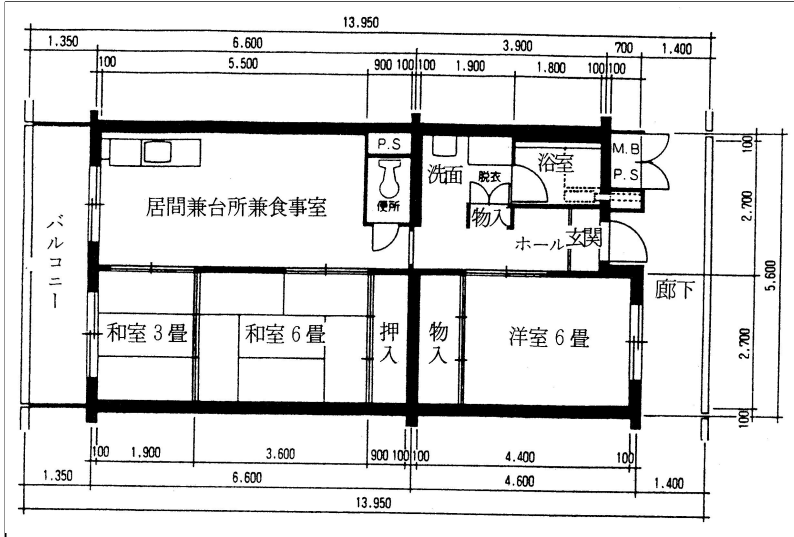 13.950
1.350 6.600 3.900 700 1.400
100 5.500 900 100 100 1.900 1.800 100 100
P.S
M.B
P.S
浴室
洗面
脱衣
便所
物入
居間兼台所兼食事室
ホール
玄関
バルコニー
廊下
和室3畳
和室6畳
押入
物入
洋室6畳
100
2.700
5.600
2.700
100
100 1.900 3.600 900 100 100 4.400 100
1.350 6.600 4.600 1.400
13.950